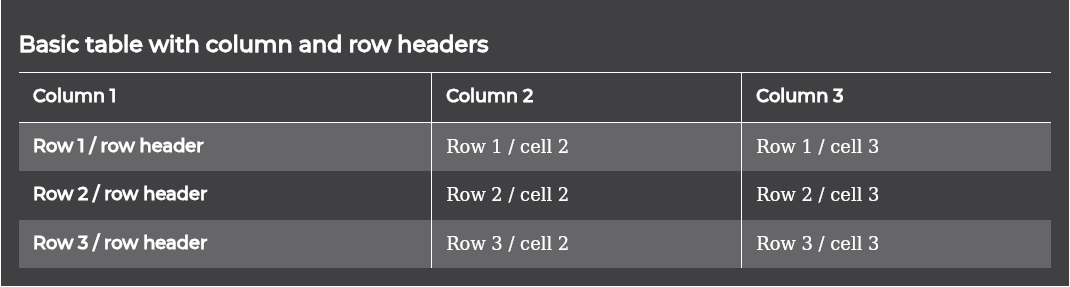 Basic table with column and row headers
Column 1 Column 2 Column 3
Row 1 / row header Row 1 / cell 2 Row 1 / cell 3
Row 2 / row header Row 2 / cell 2 Row 2 / cell 3
Row 3 / row header Row 3 / cell 2 Row 3 / cell 3